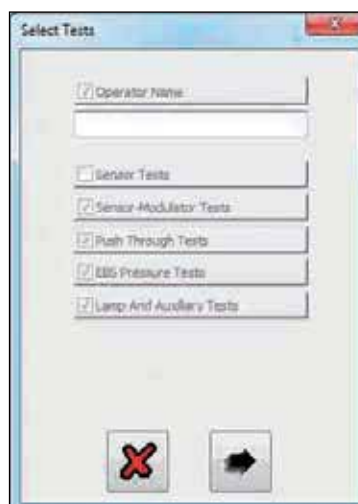 Select Tests
Operator Name
Sensor Tests
Sensor-Modulator Tests
Push Through Tests
EBS Pressure Tests
Lamp And Auxiliary Tests